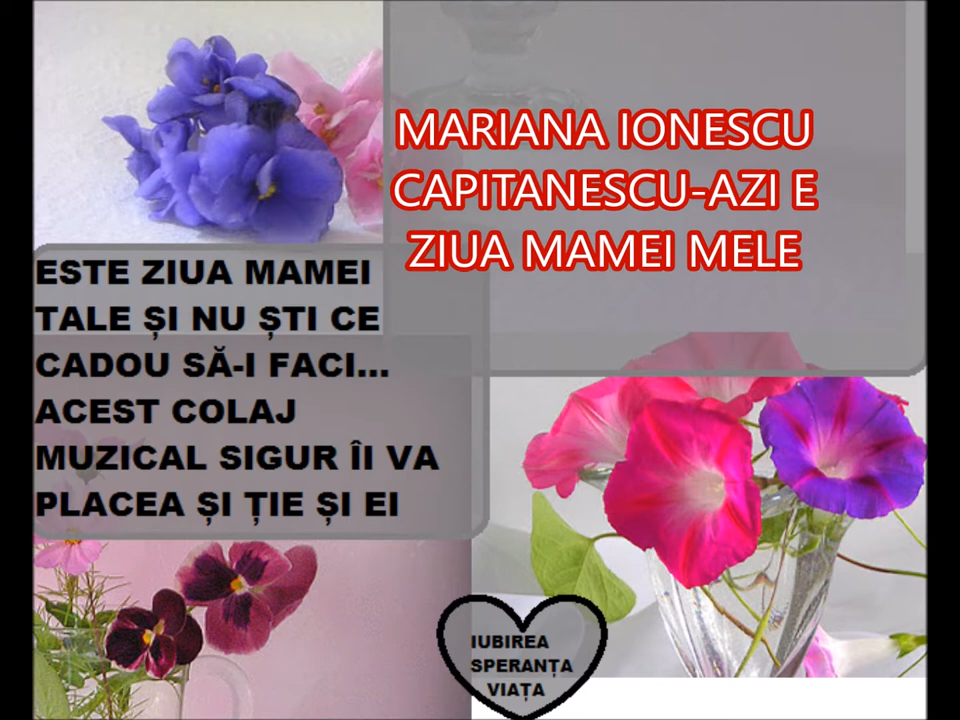 MARIANA IONESCU
CAPITANESCU-AZI E
ZIUA MAMEI MELE
ESTE ZIUA MAMEI
TALE ȘI NU ȘTI CE
CADOU SĂ-I FACI...
ACEST COLAJ
MUZICAL SIGUR ÎI VA
PLACEA ȘI ȚIE ȘI EI
IUBIREA
SPERANȚA
VIAȚA